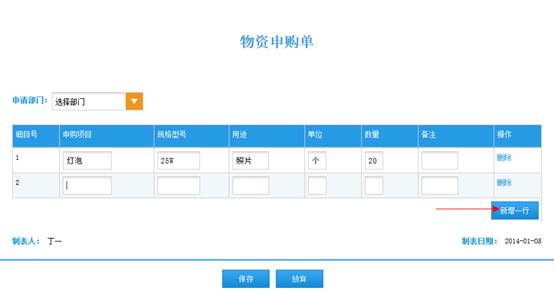 物资申购单
申请部门: 选择部门
细目号 申购项目 规格型号 用途 单位 数量 备注 操作
1 灯泡 25W 照片 个 20 删除
2 删除
新增一行
制表人: 丁一 制表日期: 2014-01-08
保存 放弃